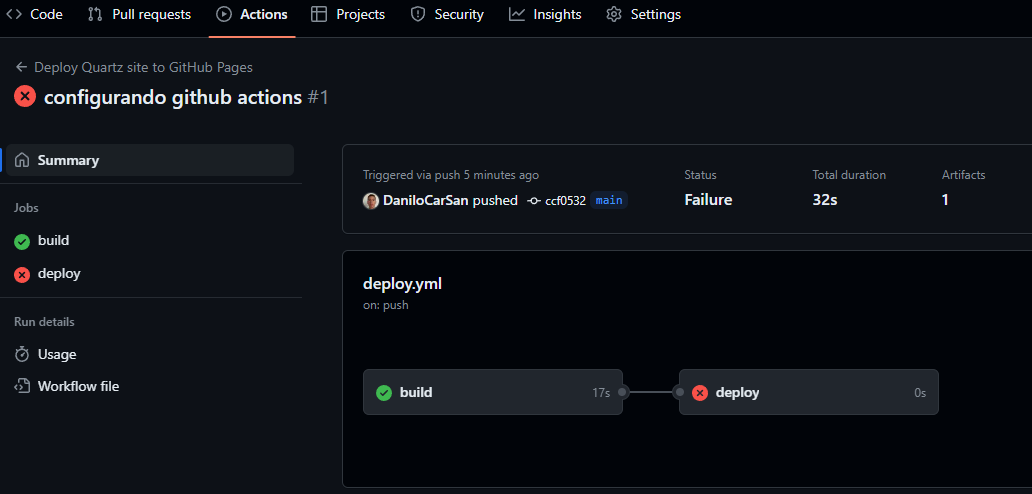 Code Pull requests Actions Projects Security Insights Settings
Deploy Quartz site to GitHub Pages
configurando github actions #1
Summary
Jobs
build
deploy
Run details
Usage
Workflow file
Triggered via push 5 minutes ago
DaniloCarSan pushed ccf0532 main
Status
Failure
Total duration
32s
Artifacts
1
deploy.yml
on: push
build 17s
deploy 0s